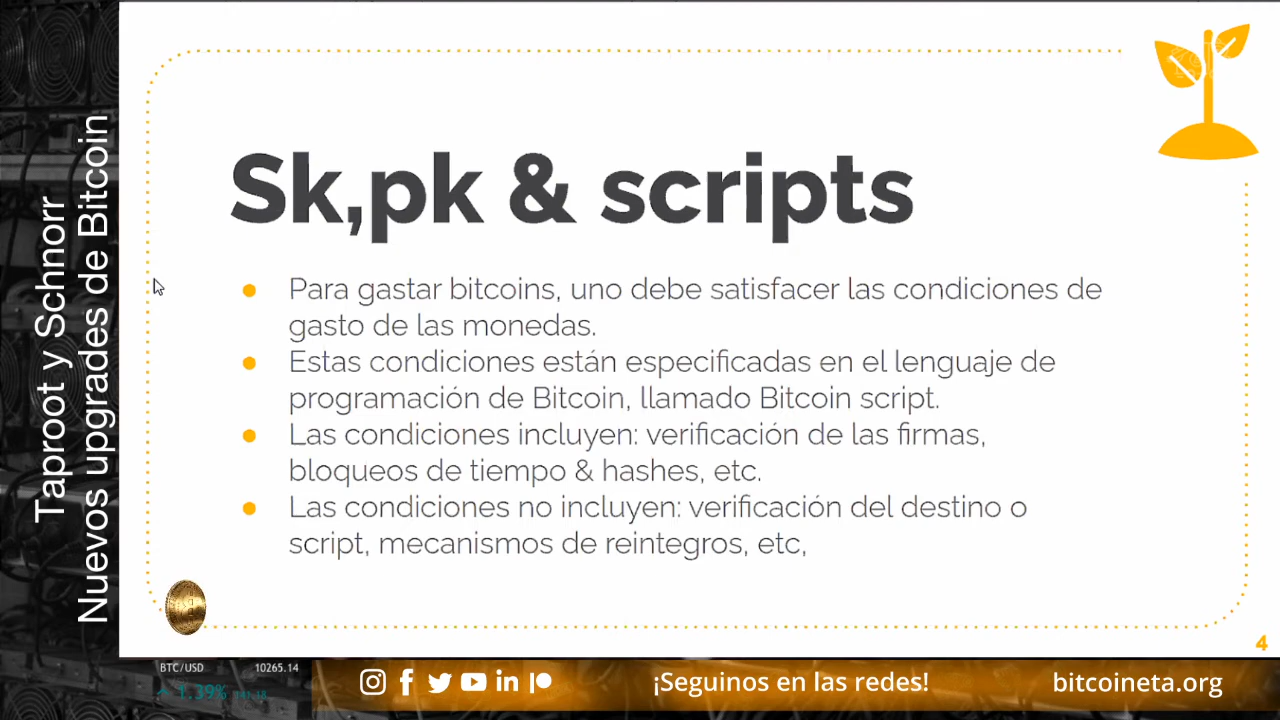 Taproot y Schnorr
Nuevos upgrades de Bitcoin
Sk,pk & scripts
● Para gastar bitcoins, uno debe satisfacer las condiciones de
gasto de las monedas.
● Estas condiciones están especificadas en el lenguaje de
programación de Bitcoin, llamado Bitcoin script.
● Las condiciones incluyen: verificación de las firmas,
bloqueos de tiempo & hashes, etc.
● Las condiciones no incluyen: verificación del destino o
script, mecanismos de reintegros, etc,
4
BTC/USD 10265.14
1.39%
¡Seguinos en las redes!
bitcoineta.org